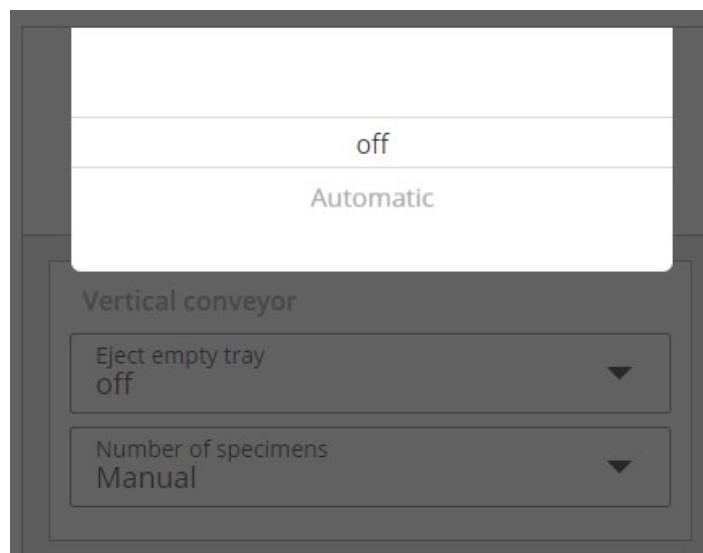 off
Automatic
Vertical conveyor
Eject empty tray
off
Number of specimens
Manual